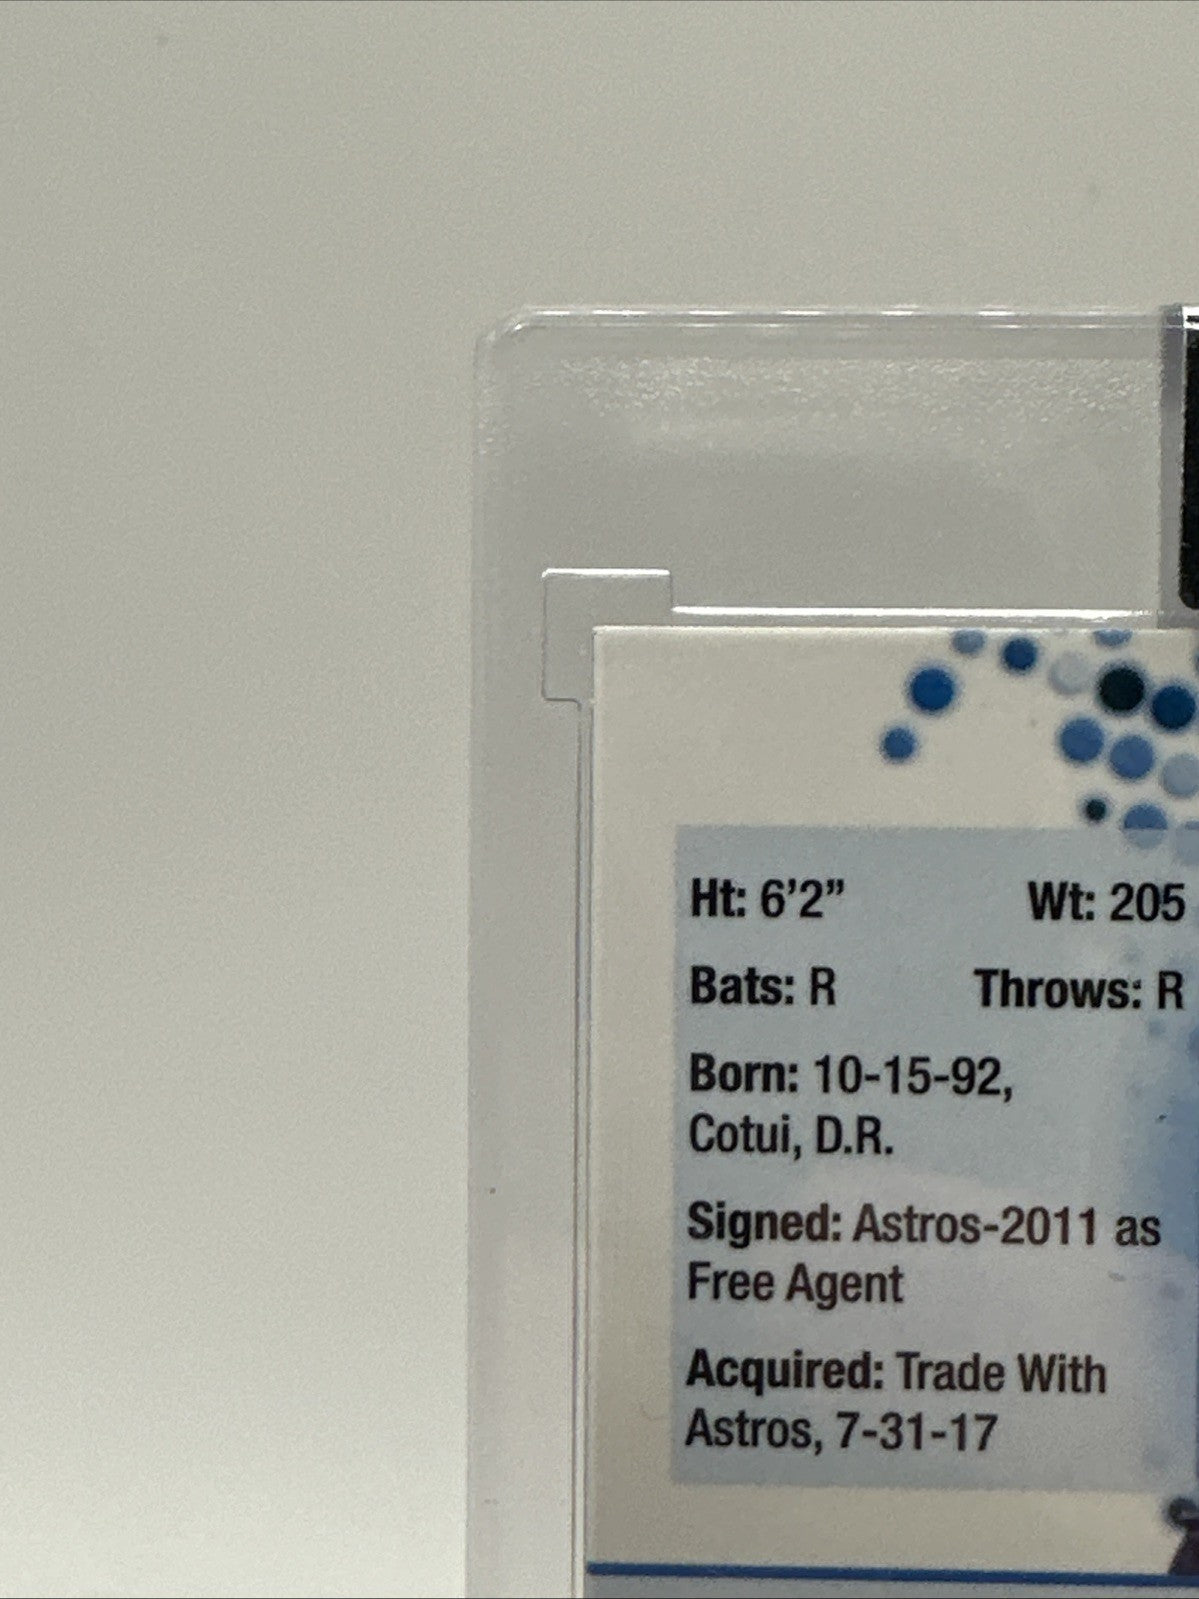 Ht: 6’2” Wt: 205
Bats: R Throws: R
Born: 10-15-92,
Cotui, D.R.
Signed: Astros-2011 as
Free Agent
Acquired: Trade With
Astros, 7-31-17